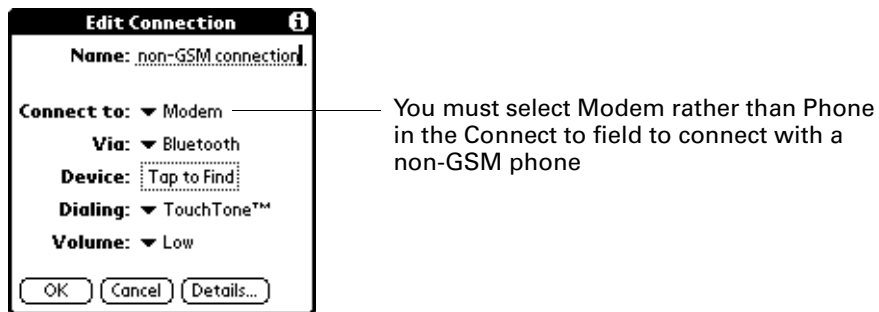 Edit Connection i
Name: non-GSM connection
Connect to: Modem
Via: Bluetooth
Device: Tap to Find
Dialing: TouchTone™
Volume: Low
OK Cancel Details...
You must select Modem rather than Phone
in the Connect to field to connect with a
non-GSM phone